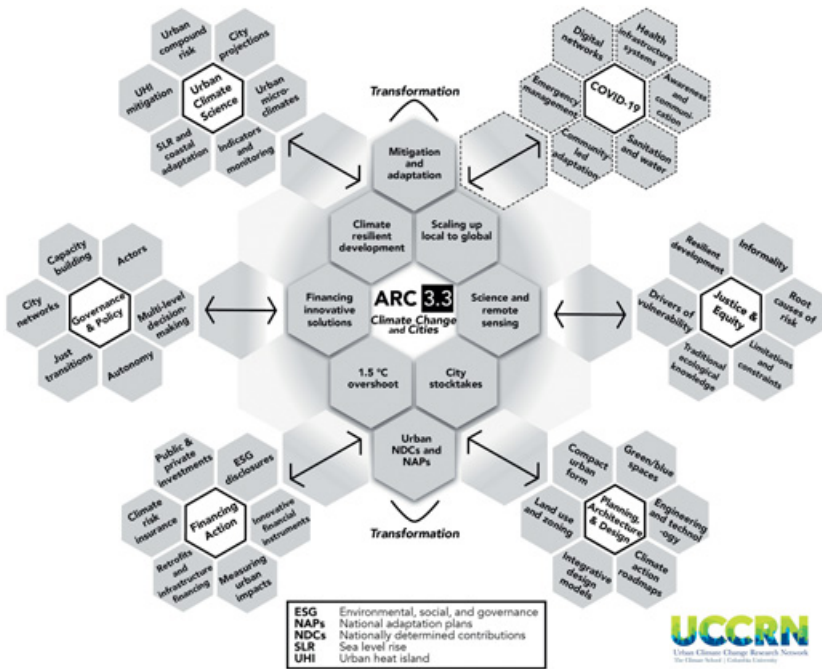 Urban
compound
risk
City
projections
UHI
mitigation
Urban
Climate
Science
Urban
micro-
climates
SLR and
coastal
adaptation
Indicators
and
monitoring
Transformation
Digital
networks
Health
infrastructure
systems
Emergency
management
COVID-19
Awareness
and
communi-
cation
Community-
led
adaptation
Sanitation
and water
Mitigation
and
adaptation
Climate
resilient
development
Scaling up
local to global
Financing
innovative
solutions
ARC 3.3
Climate Change
and Cities
Science and
remote
sensing
1.5 °C
overshoot
City
stocktakes
Urban
NDCs and
NAPs
Transformation
Capacity
building
Actors
City
networks
Governance
& Policy
Multi-level
decision-
making
Just
transitions
Autonomy
Resilient
development
Informality
Drivers of
vulnerability
Justice &
Equity
Root
causes of
risk
Traditional
ecological
knowledge
Limitations
and
constraints
Public &
private
investments
ESG
disclosures
Climate
risk
insurance
Financing
Action
Innovative
financial
instruments
Retrofits and
infrastructure
financing
Measuring
urban
impacts
Compact
urban
form
Green/blue
spaces
Land use
and zoning
Planning,
Architecture
& Design
Engineering
and technol
-ogy
Integrative
design
models
Climate
action
roadmaps
ESG Environmental, social, and governance
NAPs National adaptation plans
NDCs Nationally determined contributions
SLR Sea level rise
UHI Urban heat island
UCCRN
Urban Climate Change Research Network
The Climate School | Columbia University